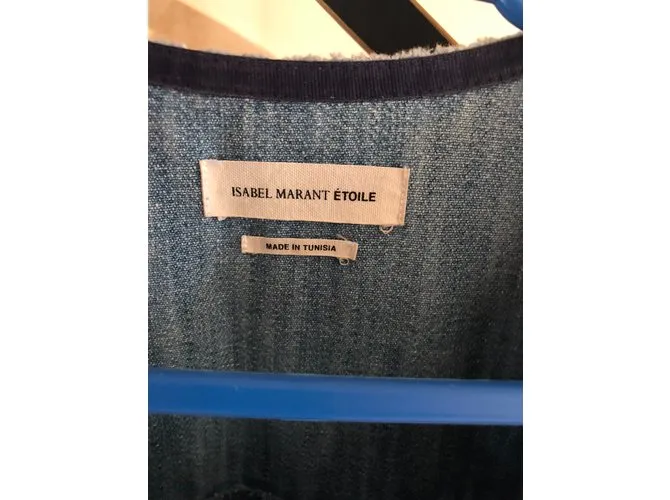 ISABEL MARANT ÉTOILE
MADE IN TUNISIA